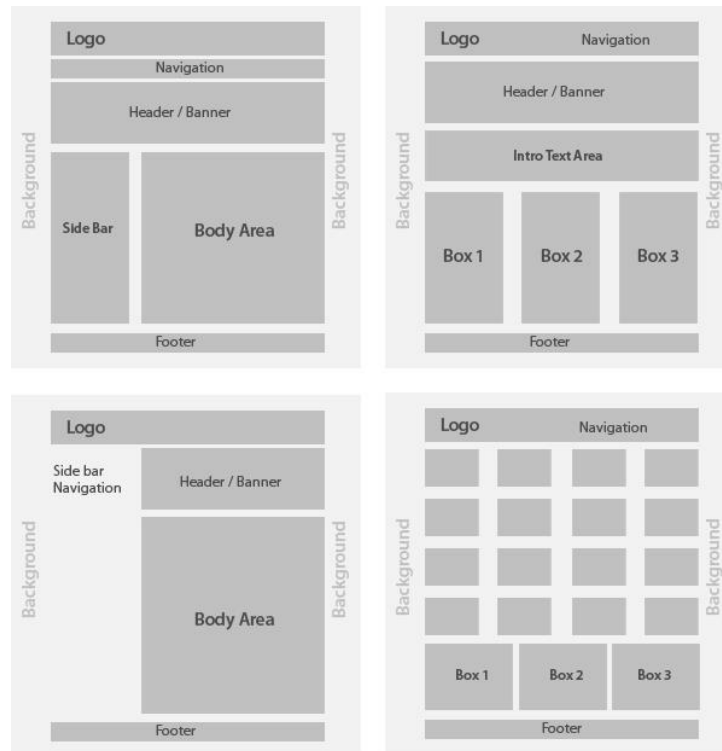 Logo
Navigation
Header / Banner
Background
Side Bar
Body Area
Background
Footer
Logo
Navigation
Header / Banner
Intro Text Area
Background
Box 1
Box 2
Box 3
Background
Footer
Logo
Side bar
Navigation
Header / Banner
Background
Body Area
Background
Footer
Logo
Navigation
Background
Background
Box 1
Box 2
Box 3
Footer